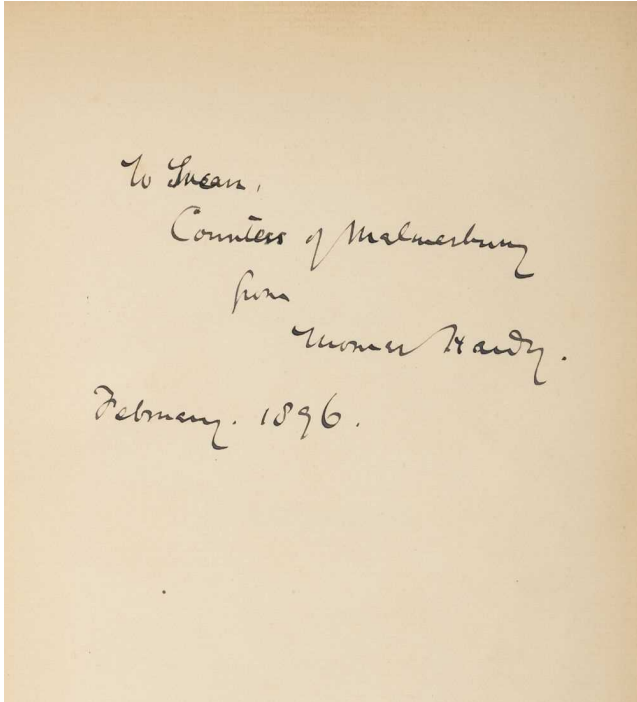 To Susan,
Countess of Malmesbury
from
Thomas Hardy.
February. 1896.